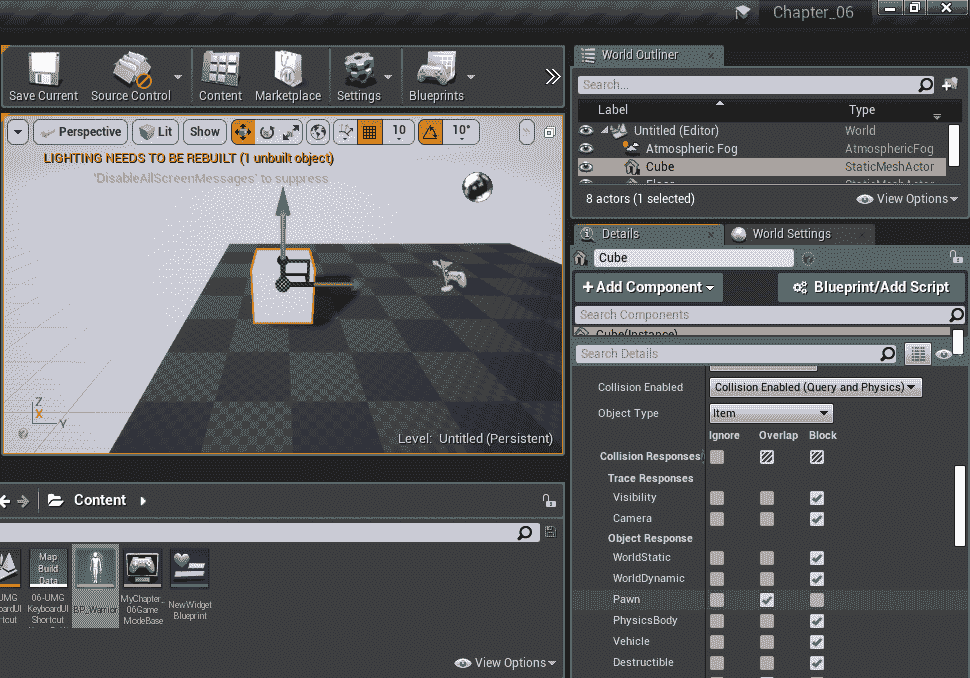 Chapter_06
Save Current
Source Control
Content
Marketplace
Settings
Blueprints
World Outliner
Search...
Label
Type
Untitled (Editor)
World
Atmospheric Fog
AtmosphericFog
Cube
StaticMeshActor
8 actors (1 selected)
View Options
Perspective
Lit
Show
10
10°
LIGHTING NEEDS TO BE REBUILT (1 unbuilt object)
'DisableAllScreenMessages' to suppress
Z
X
Y
Level: Untitled (Persistent)
Details
World Settings
Cube
+ Add Component
Blueprint/Add Script
Search Components
Cube(Instance)
Search Details
Collision Enabled
Collision Enabled (Query and Physics)
Object Type
Item
Ignore
Overlap
Block
Collision Responses
Trace Responses
Visibility
Camera
Object Response
WorldStatic
WorldDynamic
Pawn
PhysicsBody
Vehicle
Destructible
Content
Map
Build
Data
-UMG
boardUI
rtcut
06-UMG
KeyboardUI
Shortcut
BP_Warrior
MyChapter_
06Game
ModeBase
NewWidget
Blueprint
View Options